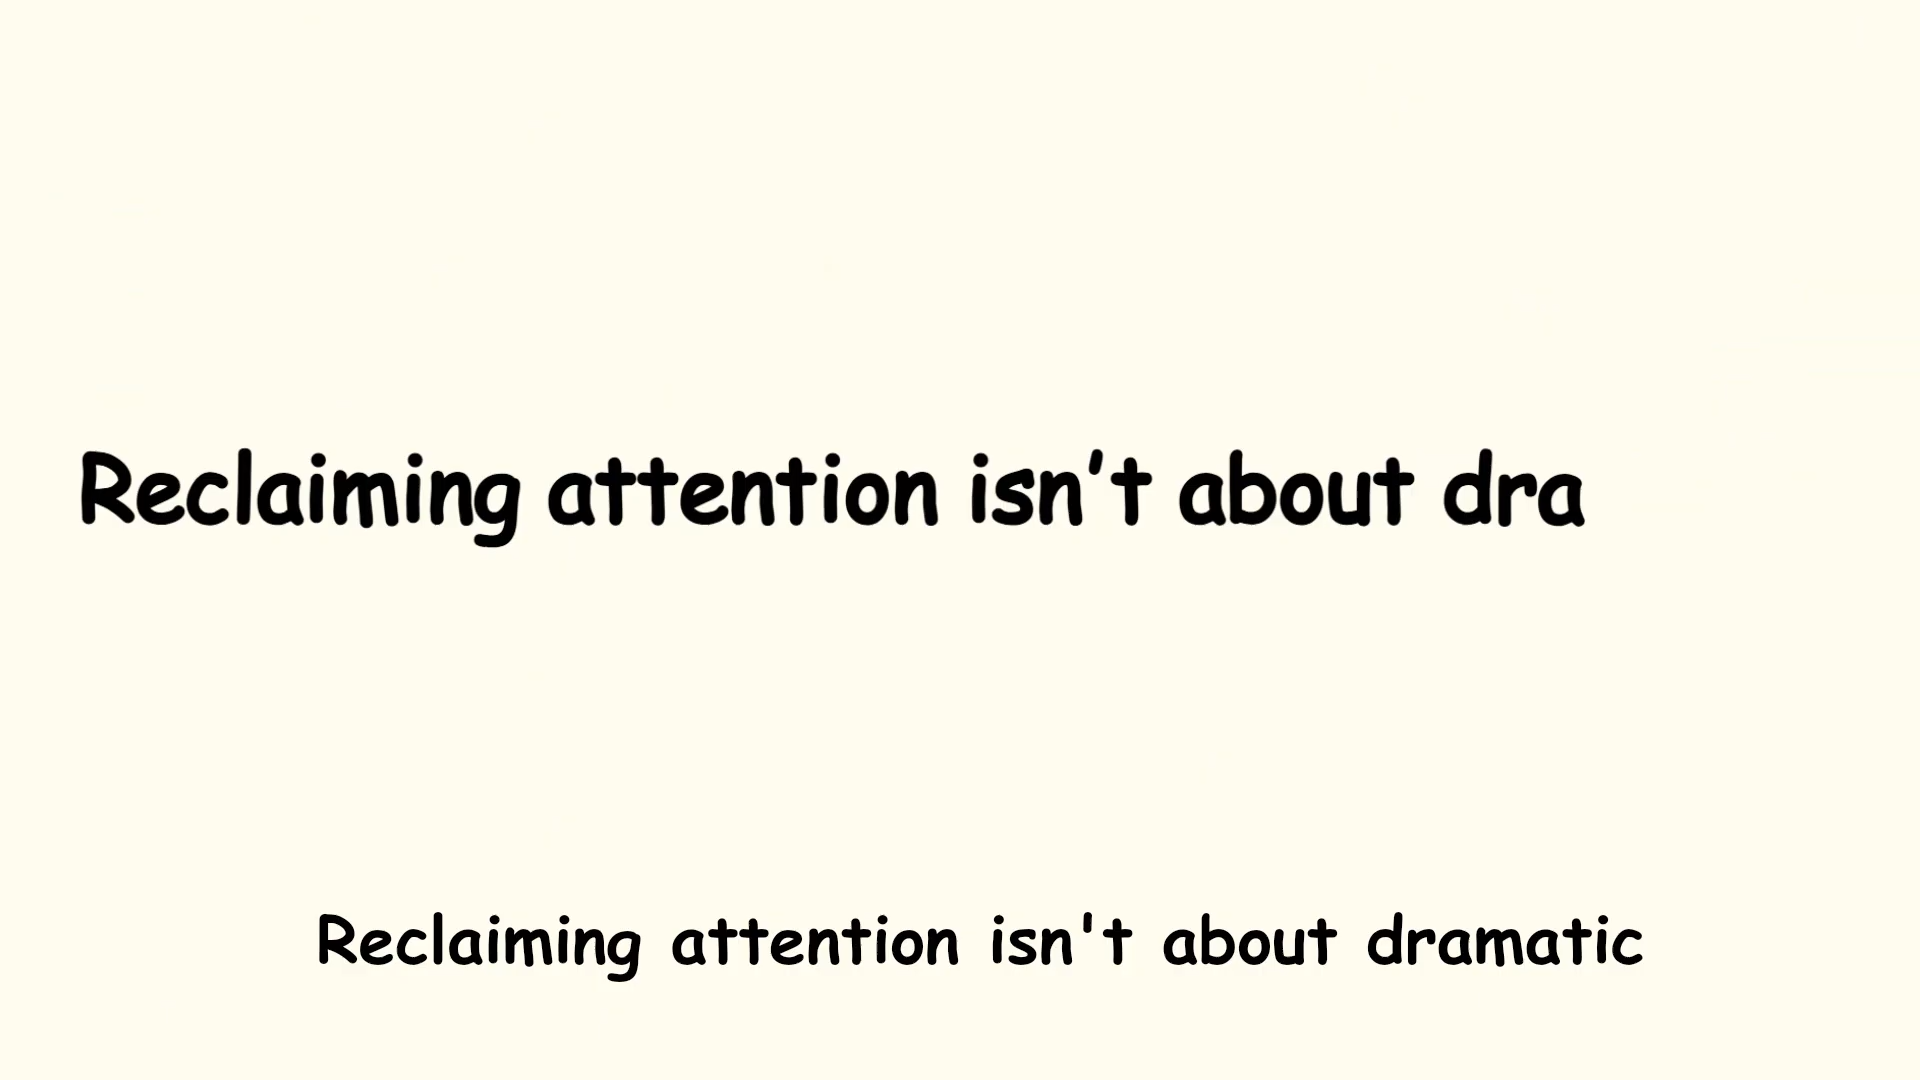 Reclaiming attention isn’t about dra
Reclaiming attention isn't about dramatic